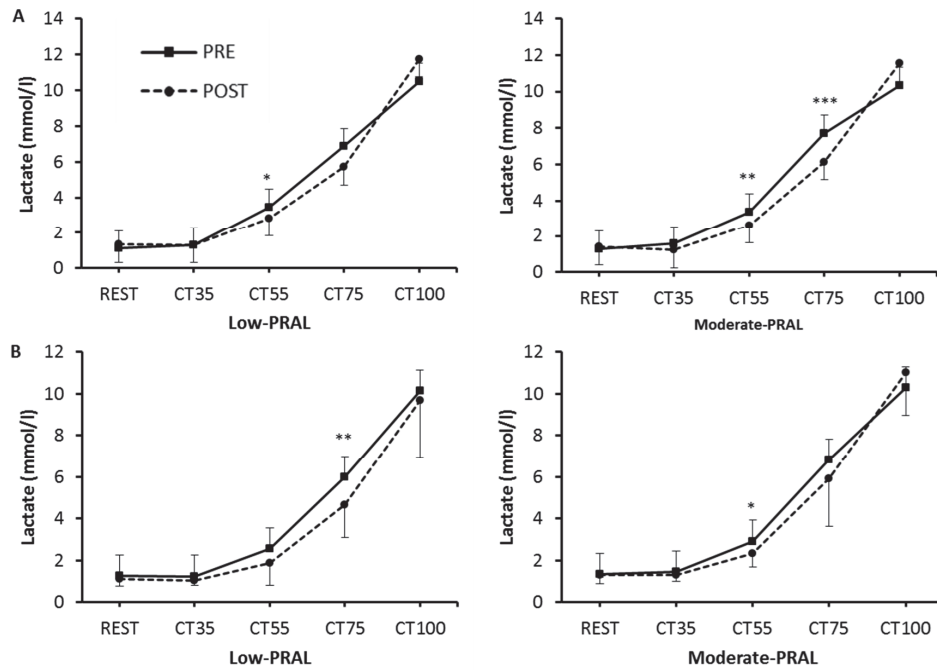 A
Lactate (mmol/l)
14
12
10
8
6
4
2
0
PRE
POST
*
REST CT35 CT55 CT75 CT100
Low-PRAL
Lactate (mmol/l)
14
12
10
8
6
4
2
0
**
***
REST CT35 CT55 CT75 CT100
Moderate-PRAL
B
Lactate (mmol/l)
12
10
8
6
4
2
0
**
REST CT35 CT55 CT75 CT100
Low-PRAL
Lactate (mmol/l)
12
10
8
6
4
2
0
*
REST CT35 CT55 CT75 CT100
Moderate-PRAL